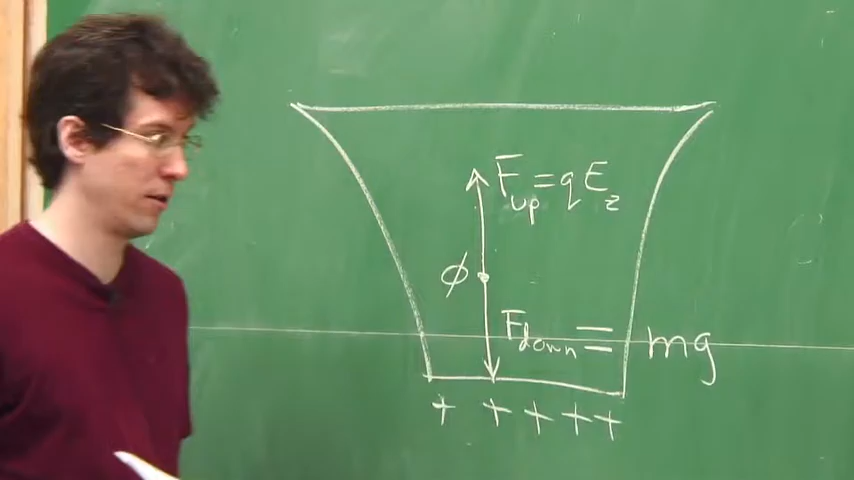 F_up = qE_z
ϕ
F_down = mg
+ + + + +